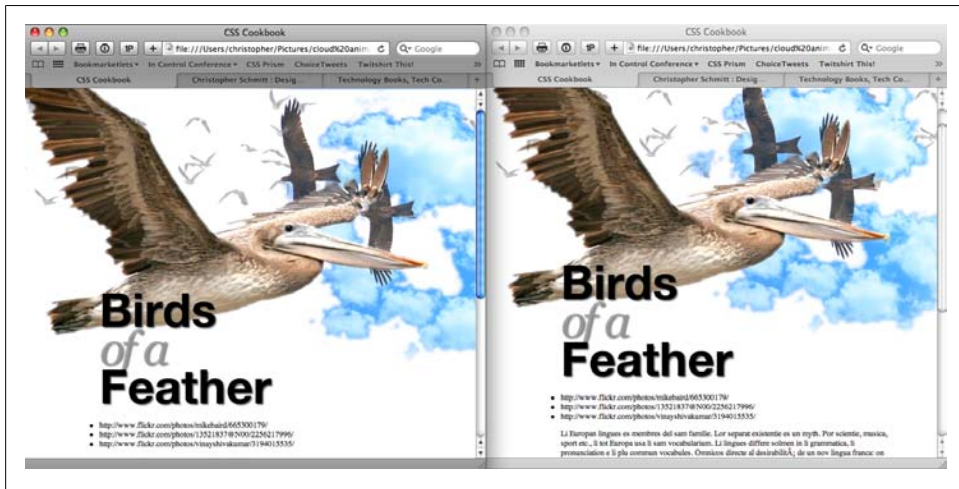 CSS Cookbook
file:///Users/christopher/Pictures/cloud%20anim
Google
Bookmarketlets In Control Conference CSS Prism ChoiceTweets Twitshirt This!
CSS Cookbook Christopher Schmitt : Desig... Technology Books, Tech Co...
Birds
of a
Feather
http://www.flickr.com/photos/mikebaird/665300179/
http://www.flickr.com/photos/13521837@N00/2256217996/
http://www.flickr.com/photos/vinayshivakumar/3194015535/
CSS Cookbook
file:///Users/christopher/Pictures/cloud%20anim
Google
Bookmarketlets In Control Conference CSS Prism ChoiceTweets Twitshirt This!
CSS Cookbook Christopher Schmitt : Desig... Technology Books, Tech Co...
Birds
of a
Feather
http://www.flickr.com/photos/mikebaird/665300179/
http://www.flickr.com/photos/13521837@N00/2256217996/
http://www.flickr.com/photos/vinayshivakumar/3194015535/
Li Europan lingues es membres del sam familie. Lor separat existentie es un myth. Por scientie, musica,
sport etc., li tot Europa usa li sam vocabularium. Li lingues differe solmen in li grammatica, li
pronunciation e li plu commun vocabules. Omnicos directe al desirabilitÃ¡ de un nov lingua franca: on